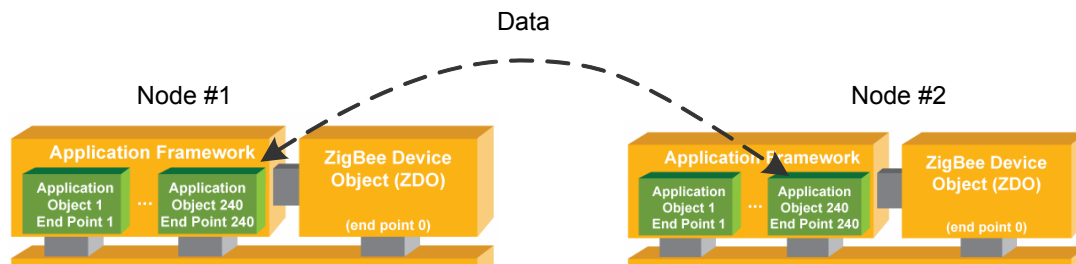 Data
Node #1
Node #2
Application Framework
Application
Object 1
End Point 1
...
Application
Object 240
End Point 240
ZigBee Device
Object (ZDO)
(end point 0)
Application Framework
Application
Object 1
End Point 1
...
Application
Object 240
End Point 240
ZigBee Device
Object (ZDO)
(end point 0)